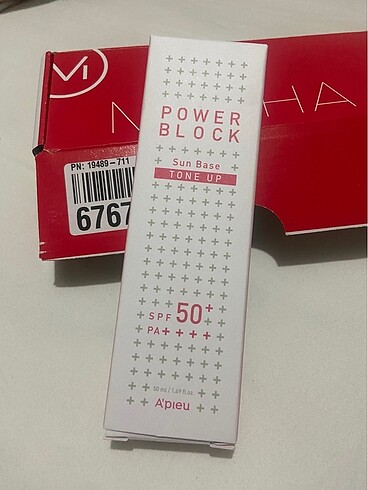 M
HA
PN: 19489-711
6767
POWER
BLOCK
Sun Base
TONE UP
SPF 50+
PA++++
50 mL / 1.69 fl.oz.
A'PIEU